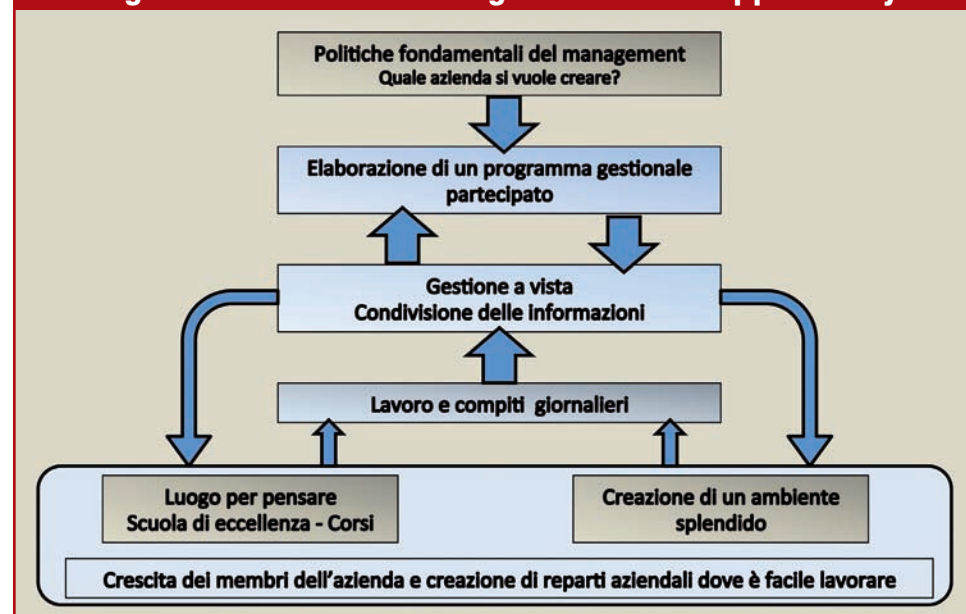 Politiche fondamentali del management
Quale azienda si vuole creare?
Elaborazione di un programma gestionale
partecipato
Gestione a vista
Condivisione delle informazioni
Lavoro e compiti giornalieri
Luogo per pensare
Scuola di eccellenza - Corsi
Creazione di un ambiente
splendido
Crescita dei membri dell'azienda e creazione di reparti aziendali dove è facile lavorare